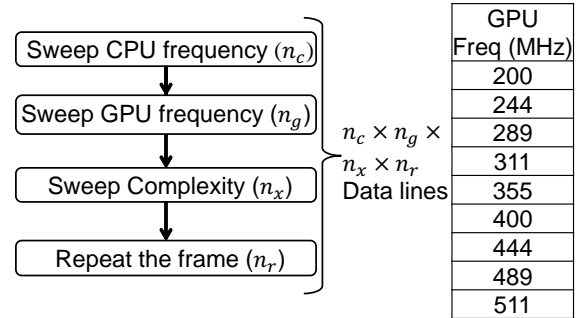 Sweep CPU frequency (n_c)
Sweep GPU frequency (n_g)
Sweep Complexity (n_x)
Repeat the frame (n_r)
n_c × n_g ×
n_x × n_r
Data lines
GPU
Freq (MHz)
200
244
289
311
355
400
444
489
511